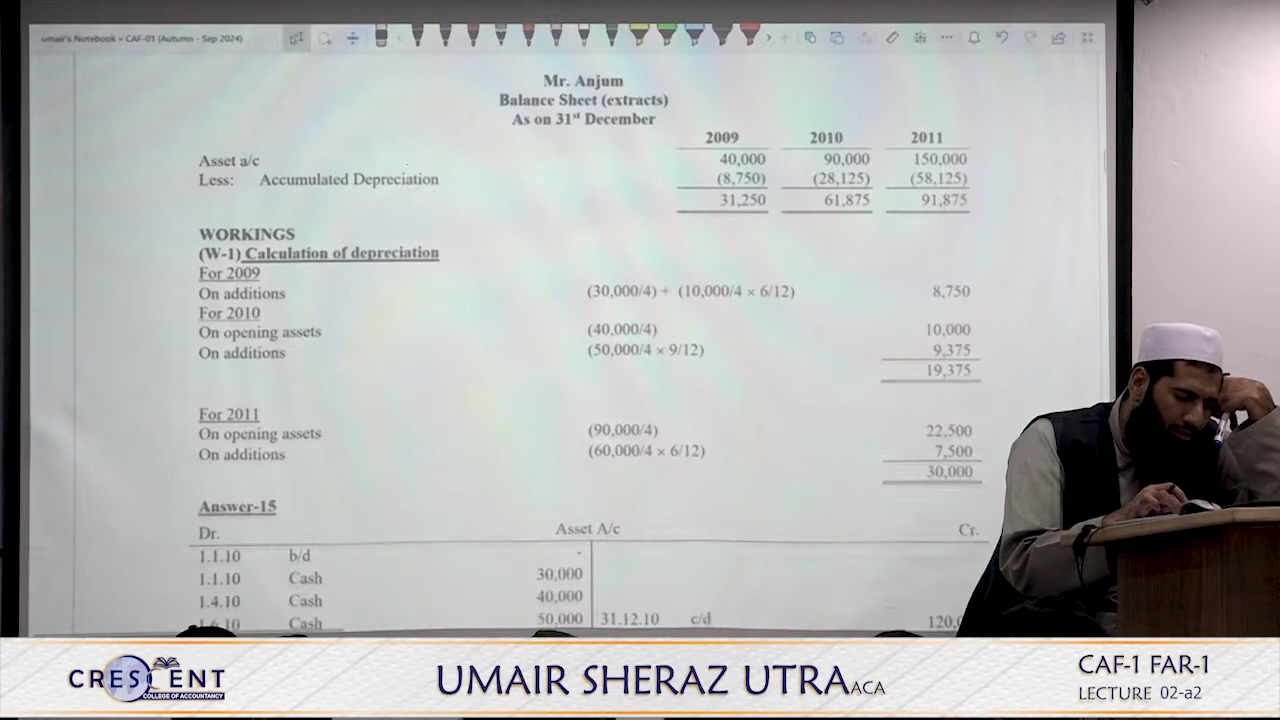 umair's Notebook » CAF-01 (Autumn - Sep 2024)
Mr. Anjum
Balance Sheet (extracts)
As on 31st December
2009 2010 2011
Asset a/c 40,000 90,000 150,000
Less: Accumulated Depreciation (8,750) (28,125) (58,125)
31,250 61,875 91,875
WORKINGS
(W-1) Calculation of depreciation
For 2009
On additions (30,000/4) + (10,000/4 × 6/12) 8,750
For 2010
On opening assets (40,000/4) 10,000
On additions (50,000/4 × 9/12) 9,375
19,375
For 2011
On opening assets (90,000/4) 22,500
On additions (60,000/4 × 6/12) 7,500
30,000
Answer-15
Dr. Asset A/c Cr.
1.1.10 b/d -
1.1.10 Cash 30,000
1.4.10 Cash 40,000
1.6.10 Cash 50,000 31.12.10 c/d
CRESCENT
COLLEGE OF ACCOUNTANCY
UMAIR SHERAZ UTRA ACA
CAF-1 FAR-1
LECTURE 02-a2